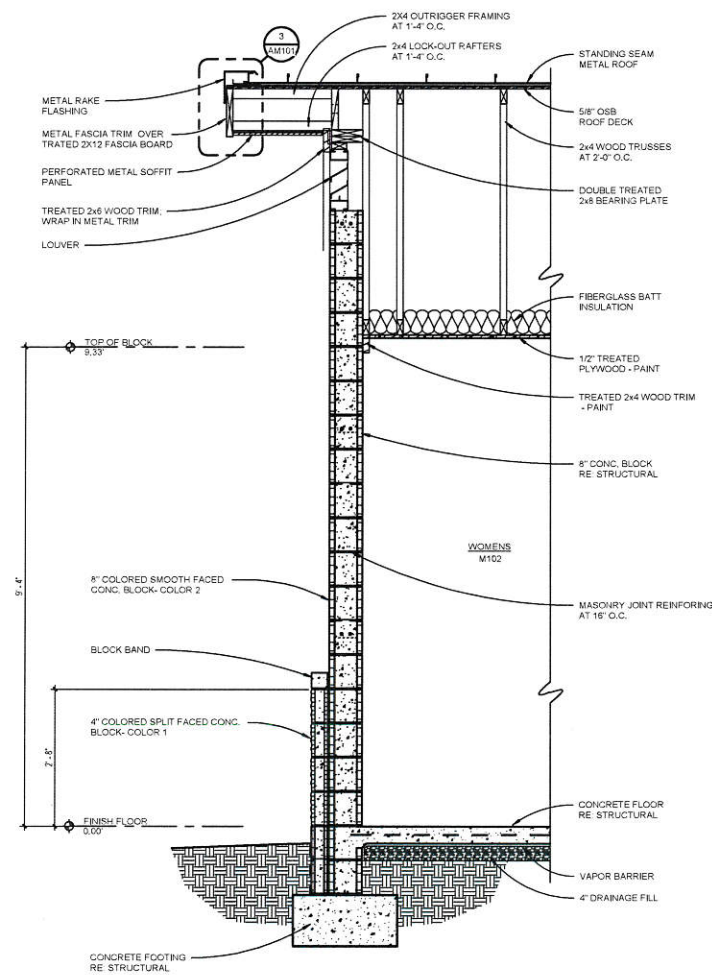 3
AM101
2X4 OUTRIGGER FRAMING
AT 1'-4" O.C.
2x4 LOCK-OUT RAFTERS
AT 1'-4" O.C.
STANDING SEAM
METAL ROOF
METAL RAKE
FLASHING
5/8" OSB
ROOF DECK
METAL FASCIA TRIM OVER
TRATED 2X12 FASCIA BOARD
2x4 WOOD TRUSSES
AT 2'-0" O.C.
PERFORATED METAL SOFFIT
PANEL
DOUBLE TREATED
2x8 BEARING PLATE
TREATED 2x6 WOOD TRIM;
WRAP IN METAL TRIM
LOUVER
FIBERGLASS BATT
INSULATION
TOP OF BLOCK
9.33'
1/2" TREATED
PLYWOOD - PAINT
TREATED 2x4 WOOD TRIM
- PAINT
8" CONC. BLOCK
RE: STRUCTURAL
WOMENS
M102
9'-4"
8" COLORED SMOOTH FACED
CONC. BLOCK- COLOR 2
MASONRY JOINT REINFORING
AT 16" O.C.
BLOCK BAND
4" COLORED SPLIT FACED CONC.
BLOCK- COLOR 1
2'-8"
CONCRETE FLOOR
RE: STRUCTURAL
FINISH FLOOR
0.00'
VAPOR BARRIER
4" DRAINAGE FILL
CONCRETE FOOTING
RE: STRUCTURAL